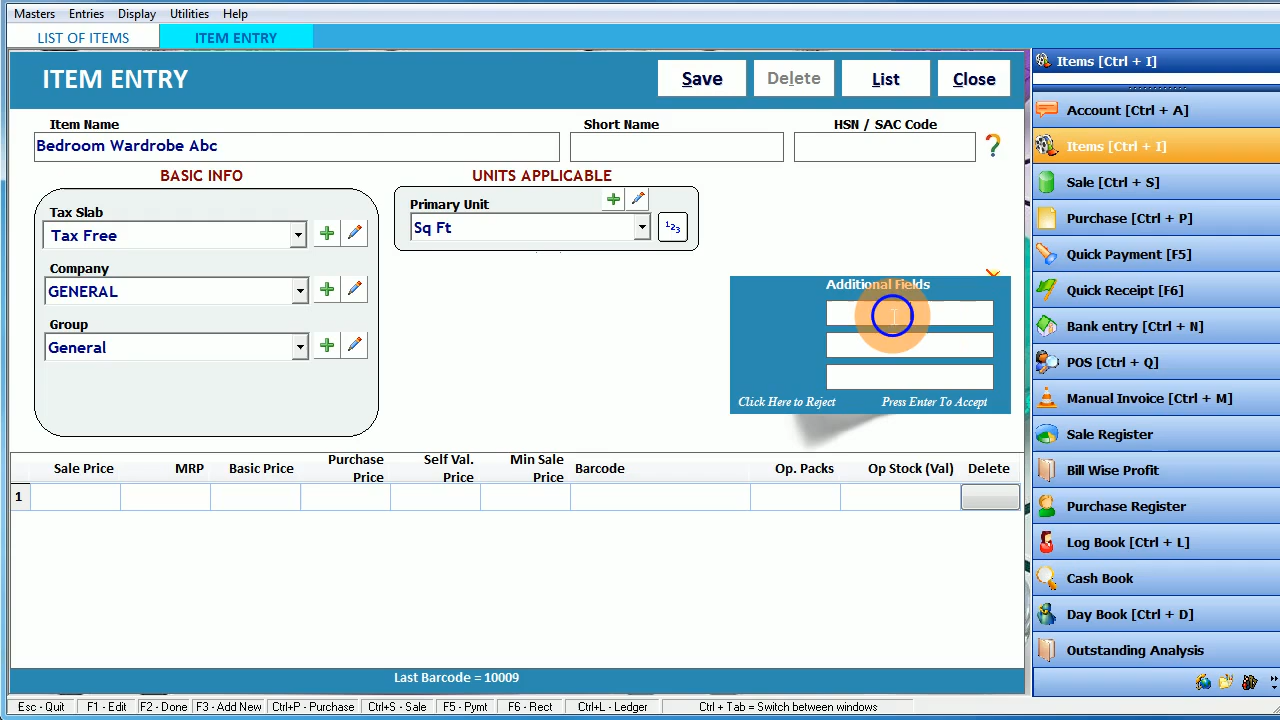 Masters Entries Display Utilities Help
LIST OF ITEMS ITEM ENTRY
ITEM ENTRY Save Delete List Close
Item Name Short Name HSN / SAC Code
Bedroom Wardrobe Abc ?
BASIC INFO UNITS APPLICABLE
Tax Slab
Tax Free
Company
GENERAL
Group
General
Primary Unit
Sq Ft 123
Additional Fields
Click Here to Reject Press Enter To Accept
Sale Price MRP Basic Price Purchase Price Self Val. Price Min Sale Price Barcode Op. Packs Op Stock (Val) Delete
1
Last Barcode = 10009
Items [Ctrl + I]
Account [Ctrl + A]
Items [Ctrl + I]
Sale [Ctrl + S]
Purchase [Ctrl + P]
Quick Payment [F5]
Quick Receipt [F6]
Bank entry [Ctrl + N]
POS [Ctrl + Q]
Manual Invoice [Ctrl + M]
Sale Register
Bill Wise Profit
Purchase Register
Log Book [Ctrl + L]
Cash Book
Day Book [Ctrl + D]
Outstanding Analysis
Esc - Quit F1 - Edit F2 - Done F3 - Add New Ctrl+P - Purchase Ctrl+S - Sale F5 - Pymt F6 - Rect Ctrl+L - Ledger Ctrl + Tab = Switch between windows